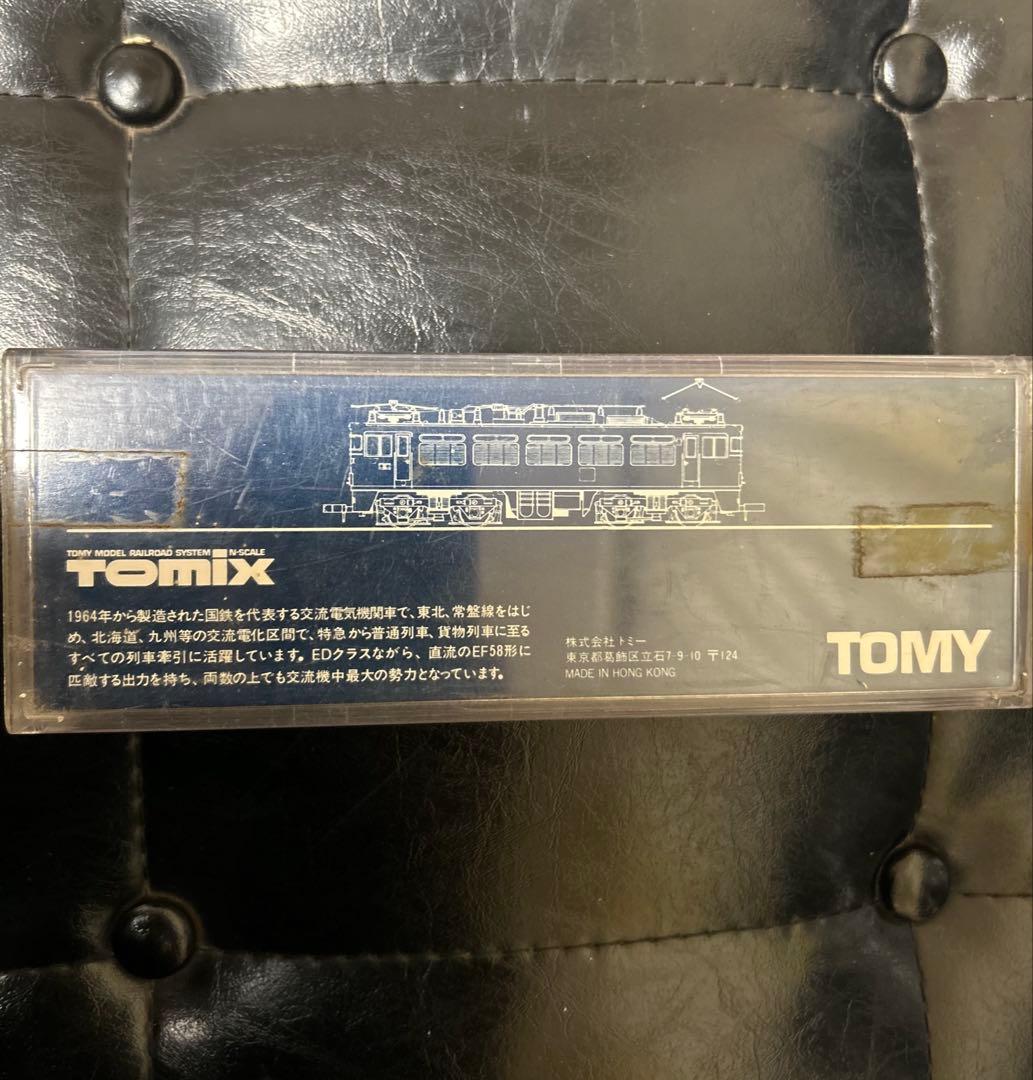 TOMY MODEL RAILROAD SYSTEM N-SCALE
TOMIX
1964年から製造された国鉄を代表する交流電気機関車で、東北、常盤線をはじ
め、北海道、九州等の交流電化区間で、特急から普通列車、貨物列車に至る
すべての列車牽引に活躍しています。EDクラスながら、直流のEF58形に
匹敵する出力を持ち、両数の上でも交流機中最大の勢力となっています。
株式会社トミー
東京都葛飾区立石7-9-10 〒124
MADE IN HONG KONG
TOMY